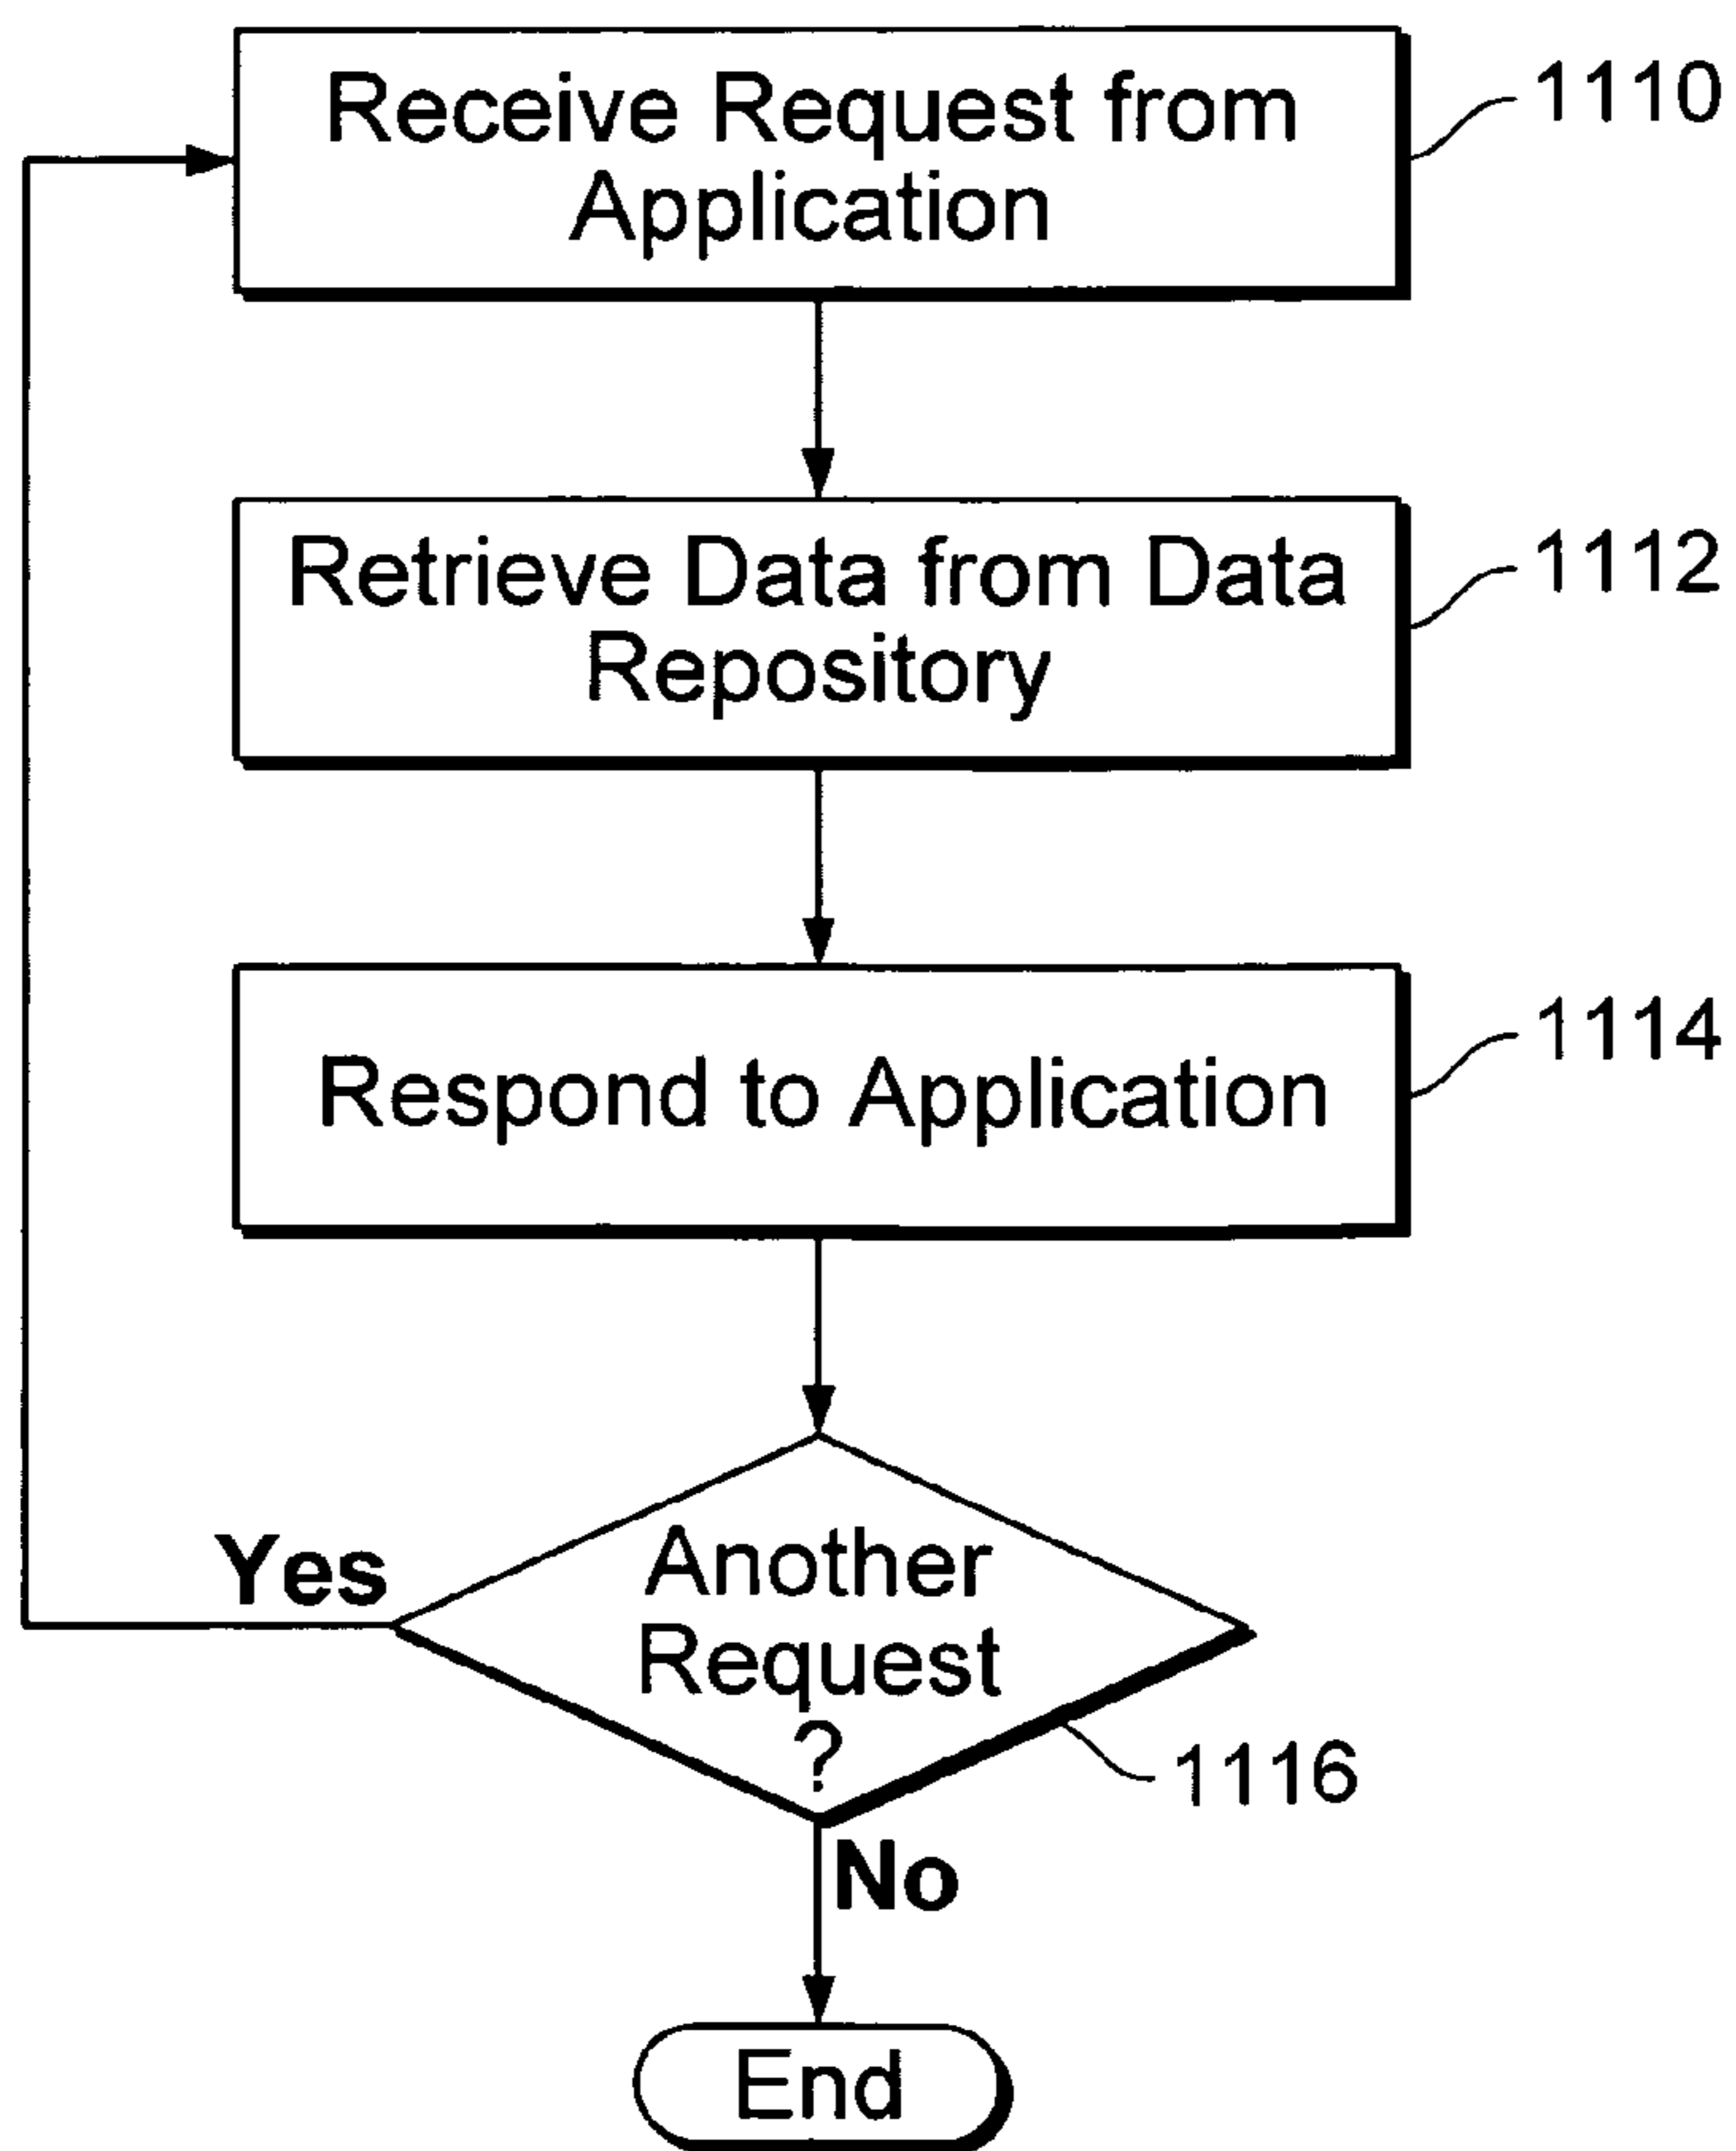 Receive Request from
Application
1110
Retrieve Data from Data
Repository
1112
Respond to Application
1114
Another
Request
?
1116
Yes
No
End